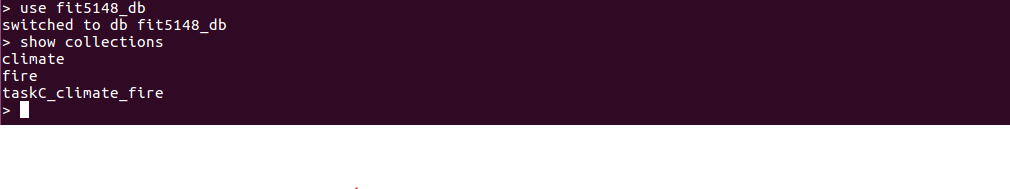 > use fit5148_db
switched to db fit5148_db
> show collections
climate
fire
taskC_climate_fire
>